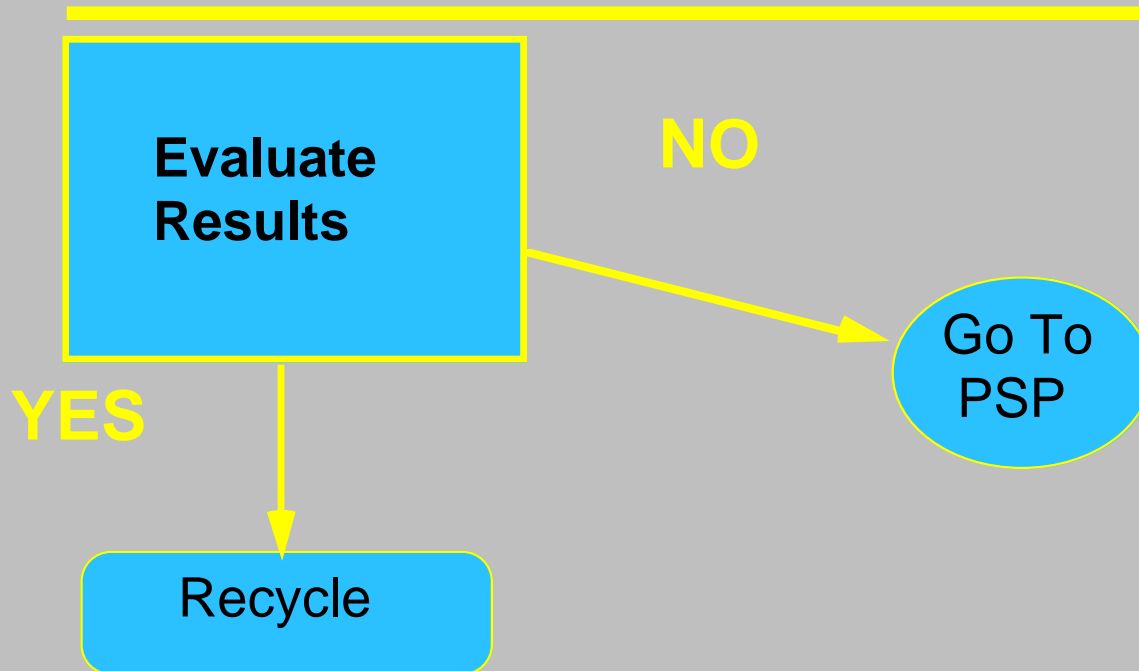 Evaluate
Results
NO
Go To
PSP
YES
Recycle